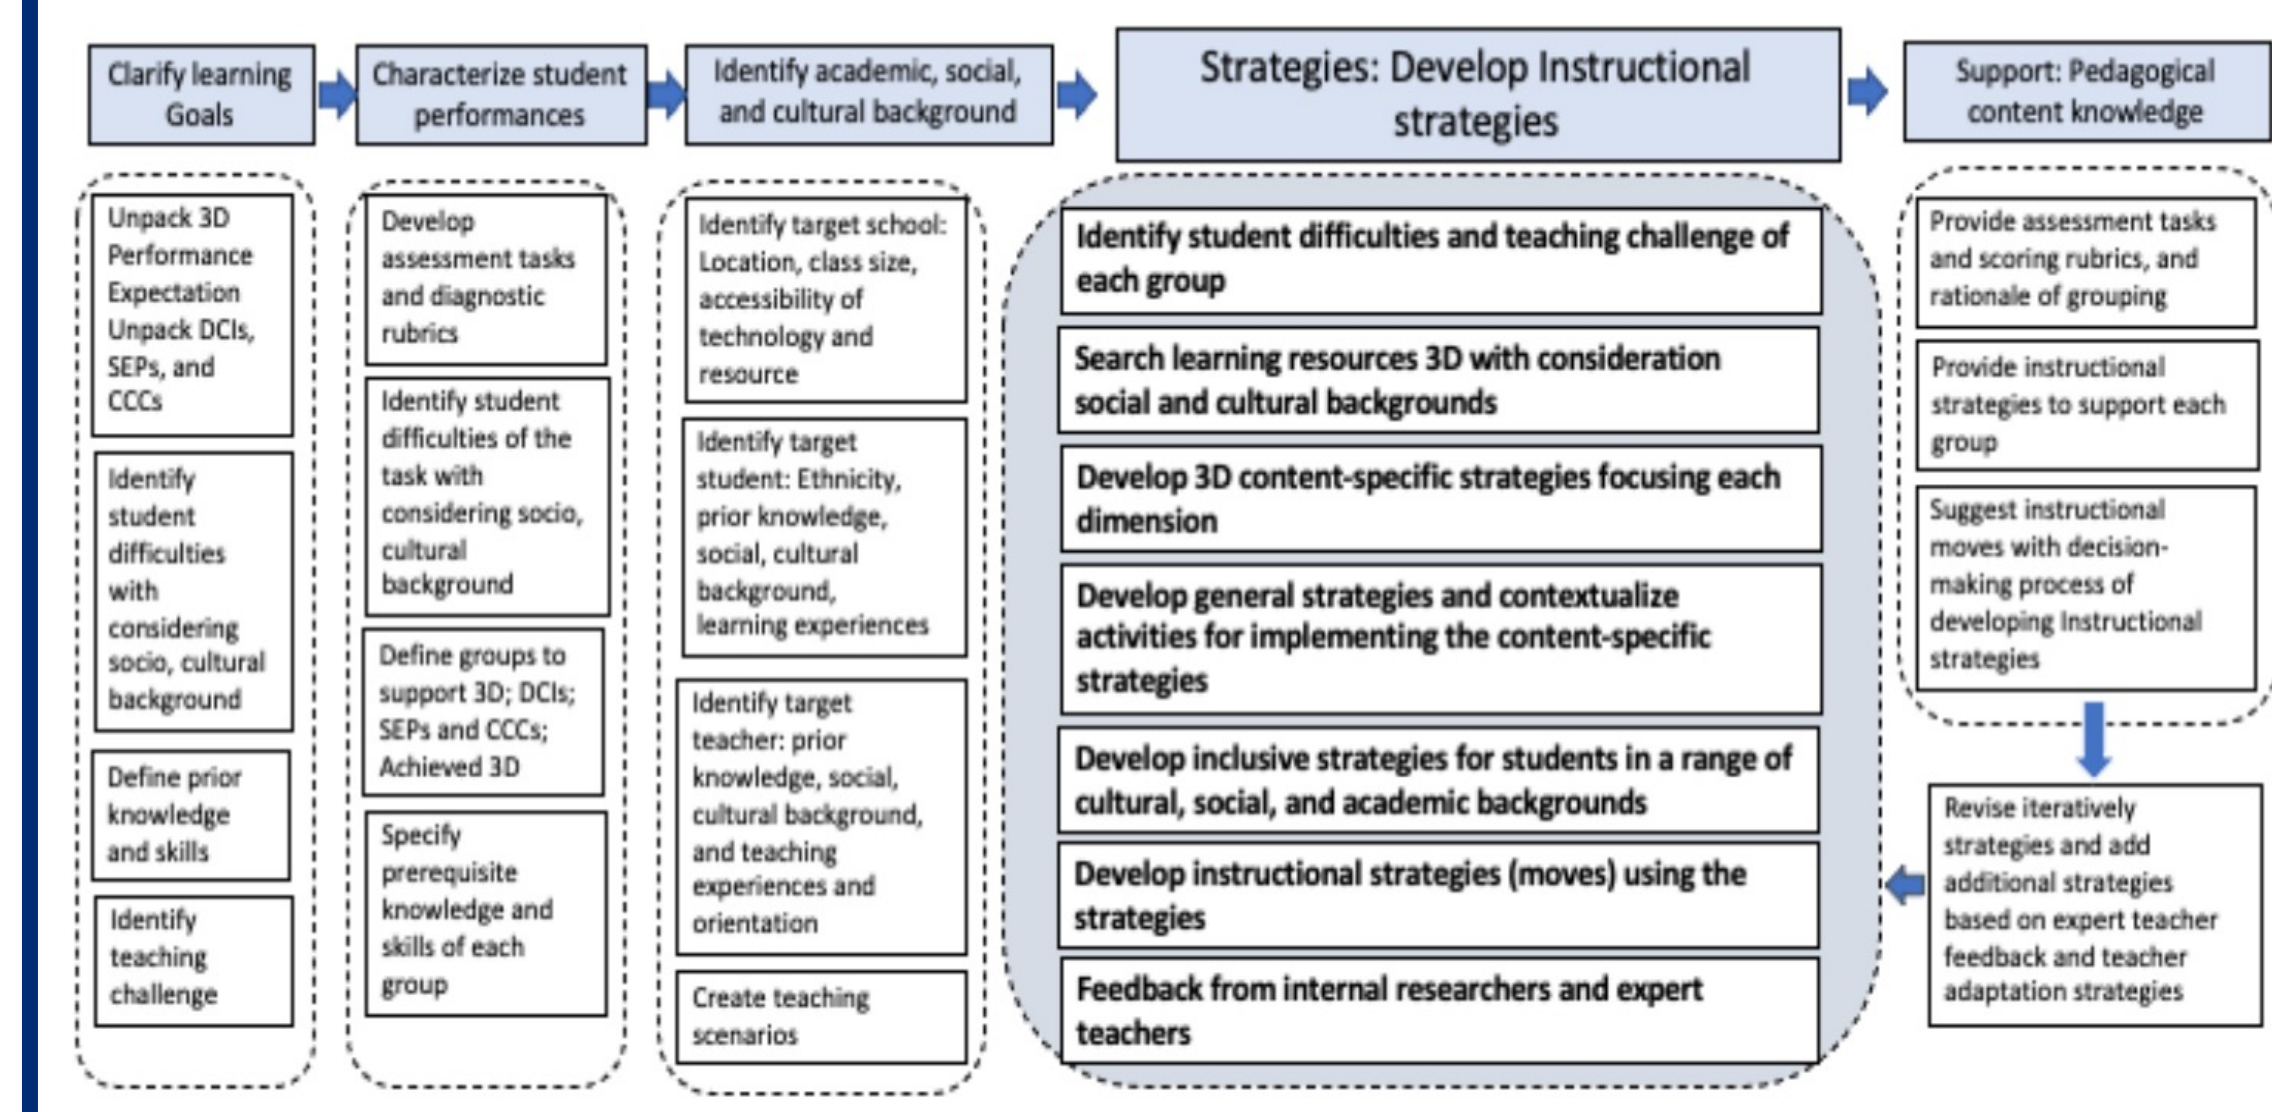 Clarify learning
Goals
Characterize student
performances
Identify academic, social,
and cultural background
Strategies: Develop Instructional
strategies
Support: Pedagogical
content knowledge
Unpack 3D
Performance
Expectation
Unpack DCIs,
SEPs, and
CCCs
Identify
student
difficulties
with
considering
socio, cultural
background
Define prior
knowledge
and skills
Identify
teaching
challenge
Develop
assessment tasks
and diagnostic
rubrics
Identify student
difficulties of the
task with
considering socio,
cultural
background
Define groups to
support 3D; DCIs;
SEPs and CCCs;
Achieved 3D
Specify
prerequisite
knowledge and
skills of each
group
Identify target school:
Location, class size,
accessibility of
technology and
resource
Identify target
student: Ethnicity,
prior knowledge,
social, cultural
background,
learning experiences
Identify target
teacher: prior
knowledge, social,
cultural background,
and teaching
experiences and
orientation
Create teaching
scenarios
Identify student difficulties and teaching challenge of
each group
Search learning resources 3D with consideration
social and cultural backgrounds
Develop 3D content-specific strategies focusing each
dimension
Develop general strategies and contextualize
activities for implementing the content-specific
strategies
Develop inclusive strategies for students in a range of
cultural, social, and academic backgrounds
Develop instructional strategies (moves) using the
strategies
Feedback from internal researchers and expert
teachers
Provide assessment tasks
and scoring rubrics, and
rationale of grouping
Provide instructional
strategies to support each
group
Suggest instructional
moves with decision-
making process of
developing Instructional
strategies
Revise iteratively
strategies and add
additional strategies
based on expert teacher
feedback and teacher
adaptation strategies